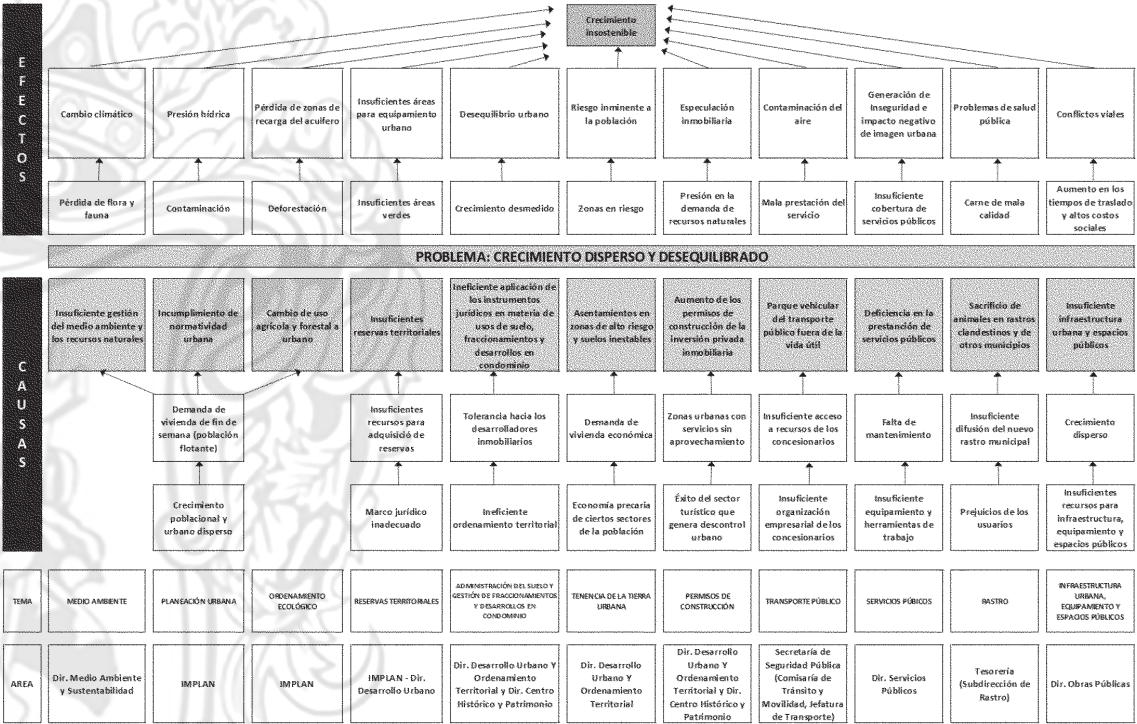 EFECTOS
Crecimiento
insostenible
Cambio climático
Presión hídrica
Pérdida de zonas de
recarga del acuífero
Insuficientes áreas
para equipamiento
urbano
Desequilibrio urbano
Riesgo inminente a
la población
Especulación
inmobiliaria
Contaminación del
aire
Generación de
Inseguridad e
impacto negativo
de imagen urbana
Problemas de salud
pública
Conflictos viales
Pérdida de flora y
fauna
Contaminación
Deforestación
Insuficientes áreas
verdes
Crecimiento desmedido
Zonas en riesgo
Presión en la
demanda de
recursos naturales
Mala prestación del
servicio
Insuficiente
cobertura de
servicios públicos
Carne de mala
calidad
Aumento en los
tiempos de traslado
y altos costos
sociales
PROBLEMA: CRECIMIENTO DISPERSO Y DESEQUILIBRADO
CAUSAS
Insuficiente gestión
del medio ambiente y
los recursos naturales
Incumplimiento de
normatividad
urbana
Cambio de uso
agrícola y forestal a
urbano
Insuficientes
reservas territoriales
Ineficiente aplicación de
los instrumentos
jurídicos en materia de
usos de suelo,
fraccionamientos y
desarrollos en
condominio
Asentamientos en
zonas de alto riesgo
y suelos inestables
Aumento de los
permisos de
construcción de la
inversión privada
inmobiliaria
Parque vehicular
del transporte
público fuera de la
vida útil
Deficiencia en la
prestanción de
servicios públicos
Sacrificio de
animales en rastros
clandestinos y de
otros municipios
Insuficiente
infraestructura
urbana y espacios
públicos
Demanda de
vivienda de fin de
semana (población
flotante)
Insuficientes
recursos para
adquisició de
reservas
Tolerancia hacia los
desarrolladores
inmobiliarios
Demanda de
vivienda económica
Zonas urbanas con
servicios sin
aprovechamiento
Insuficiente acceso
a recursos de los
concesionarios
Falta de
mantenimiento
Insuficiente
difusión del nuevo
rastro municipal
Crecimiento
disperso
Crecimiento
poblacional y
urbano disperso
Marco jurídico
inadecuado
Ineficiente
ordenamiento territorial
Economía precaria
de ciertos sectores
de la población
Éxito del sector
turístico que
genera descontrol
urbano
Insuficiente
organización
empresarial de los
concesionarios
Insuficiente
equipamiento y
herramientas de
trabajo
Prejuicios de los
usuarios
Insuficientes
recursos para
infraestructura,
equipamiento y
espacios públicos
TEMA
MEDIO AMBIENTE
PLANEACIÓN URBANA
ORDENAMIENTO
ECOLÓGICO
RESERVAS TERRITORIALES
ADMINISTRACIÓN DEL SUELO Y
GESTIÓN DE FRACCIONAMIENTOS
Y DESARROLLOS EN
CONDOMINIO
TENENCIA DE LA TIERRA
URBANA
PERMISOS DE
CONSTRUCCIÓN
TRANSPORTE PÚBLICO
SERVICIOS PÚBICOS
RASTRO
INFRAESTRUCTURA
URBANA,
EQUIPAMIENTO Y
ESPACIOS PÚBLICOS
AREA
Dir. Medio Ambiente
y Sustentabilidad
IMPLAN
IMPLAN
IMPLAN - Dir.
Desarrollo Urbano
Dir. Desarrollo Urbano Y
Ordenamiento
Territorial y Dir. Centro
Histórico y Patrimonio
Dir. Desarrollo
Urbano Y
Ordenamiento
Territorial
Dir. Desarrollo
Urbano Y
Ordenamiento
Territorial y Dir.
Centro Histórico y
Patrimonio
Secretaría de
Seguridad Pública
(Comisaría de
Tránsito y
Movilidad, Jefatura
de Transporte)
Dir. Servicios
Públicos
Tesorería
(Subdirección de
Rastro)
Dir. Obras Públicas